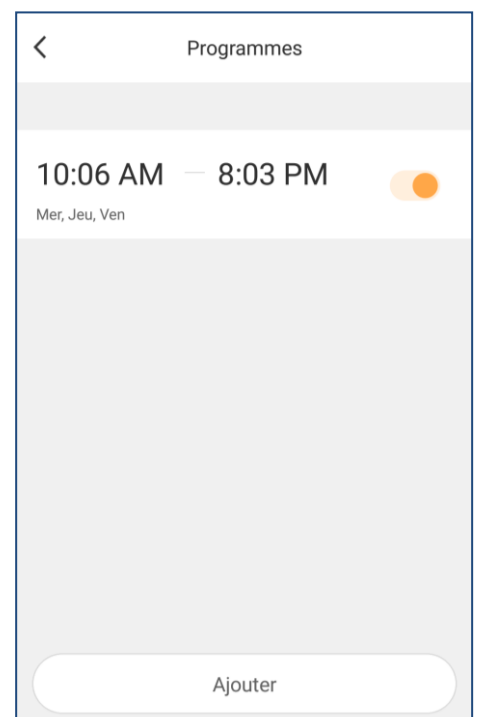 Programmes
10:06 AM — 8:03 PM
Mer, Jeu, Ven
Ajouter